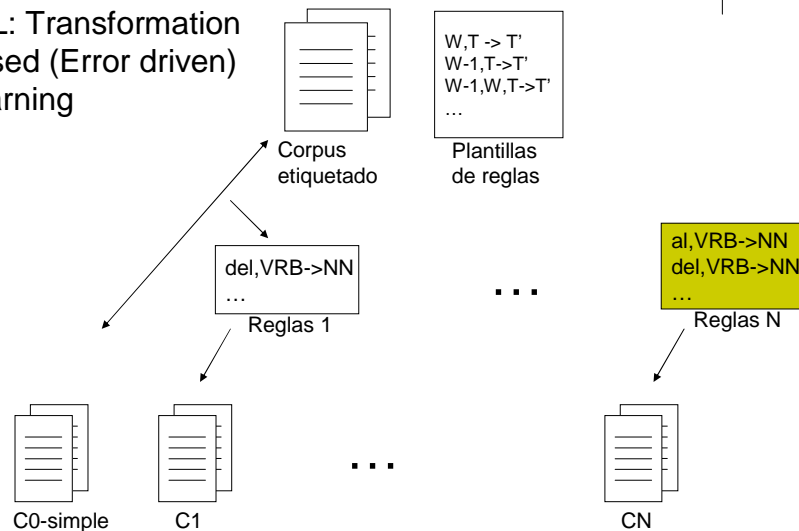 L: Transformation
sed (Error driven)
arning
W,T -> T’
W-1,T->T’
W-1,W,T->T’
…
Corpus
etiquetado
Plantillas
de reglas
del,VRB->NN
…
Reglas 1
...
al,VRB->NN
del,VRB->NN
…
Reglas N
C0-simple
C1
...
CN